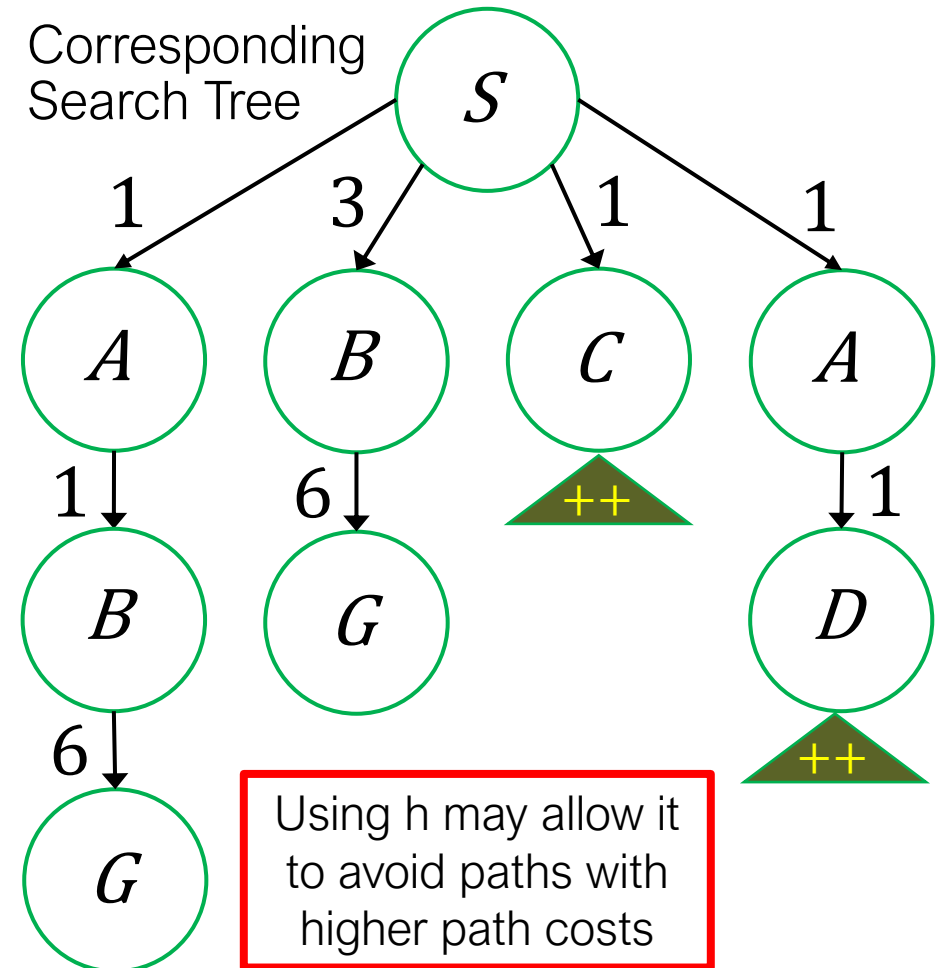 Corresponding
Search Tree
S
1 3 1 1
A B C A
1 6 ++ 1
B G D
6 ++
G
Using h may allow it
to avoid paths with
higher path costs